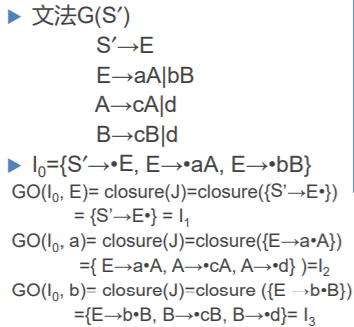 ▶ 文法G(S′)
S′→E
E→aA|bB
A→cA|d
B→cB|d
▶ I₀={S′→•E, E→•aA, E→•bB}
GO(I₀, E)= closure(J)=closure({S'→E•})
= {S'→E•} = I₁
GO(I₀, a)= closure(J)=closure({E→a•A})
={ E→a•A, A→•cA, A→•d} )=I₂
GO(I₀, b)= closure(J)=closure ({E →b•B})
={E→b•B, B→•cB, B→•d}= I₃